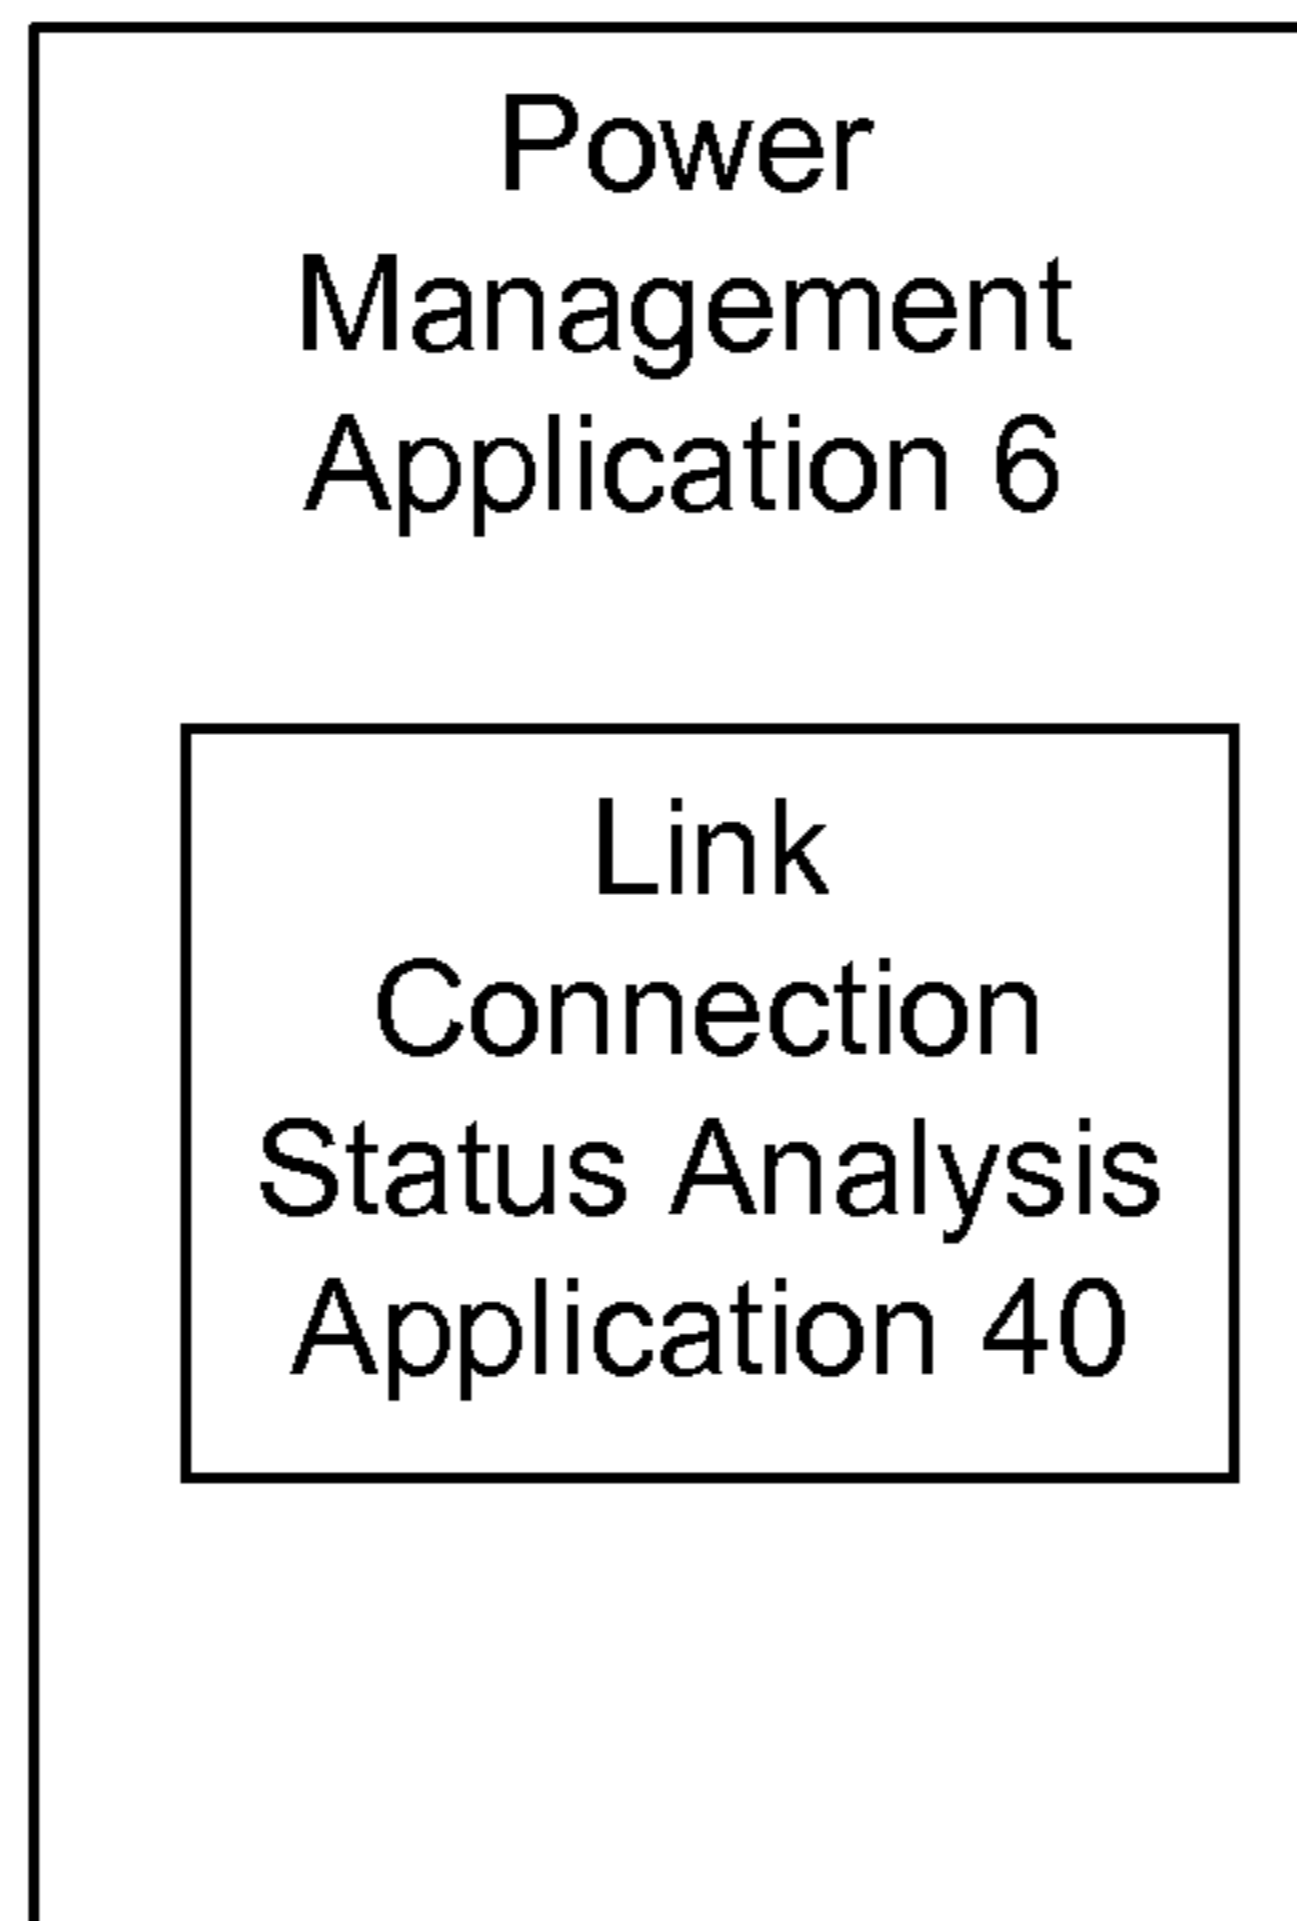 Power
Management
Application 6
Link
Connection
Status Analysis
Application 40